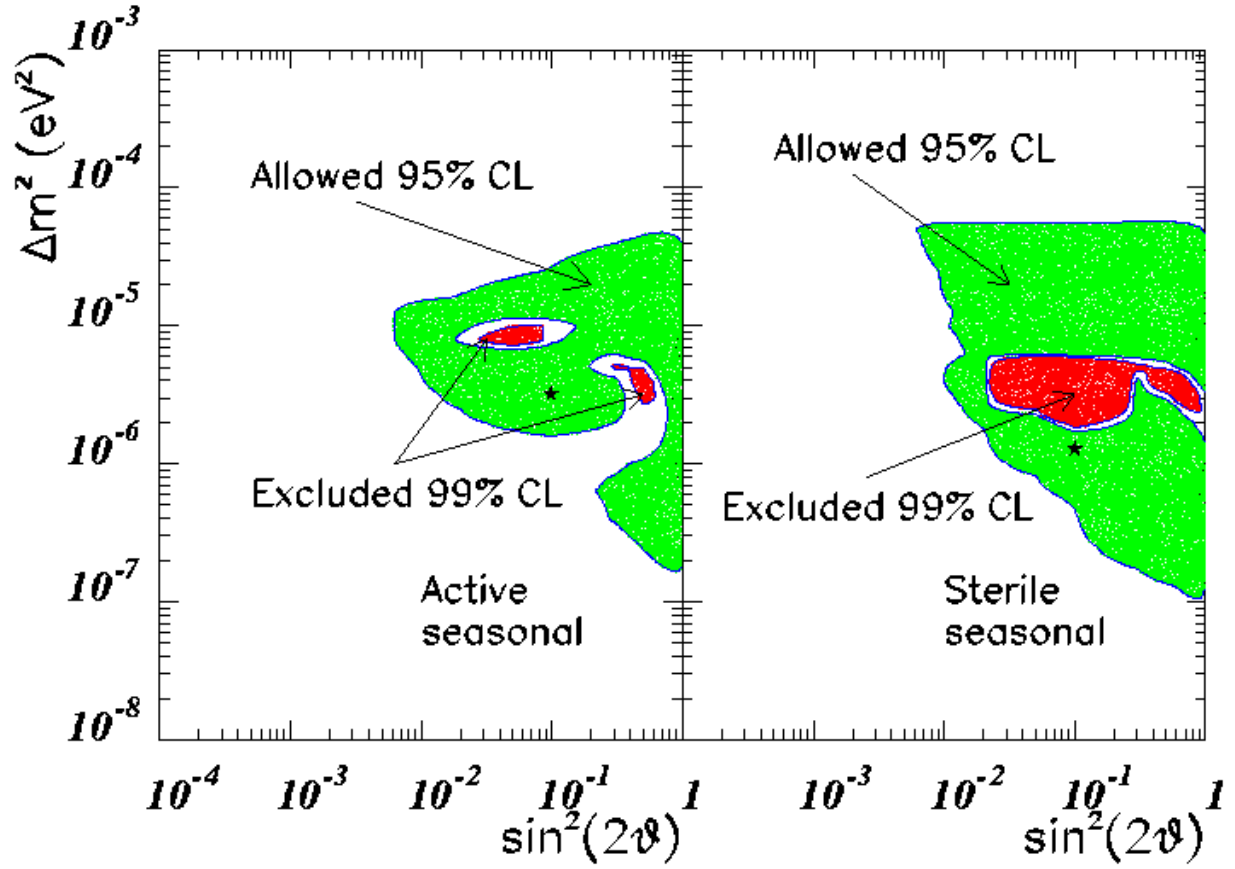 10⁻³
Δm² (eV²)
10⁻⁴
10⁻⁵
10⁻⁶
10⁻⁷
10⁻⁸
Allowed 95% CL
Excluded 99% CL
Active
seasonal
10⁻⁴ 10⁻³ 10⁻² 10⁻¹ 1
sin²(2ϑ)
Allowed 95% CL
Excluded 99% CL
Sterile
seasonal
10⁻³ 10⁻² 10⁻¹ 1
sin²(2ϑ)